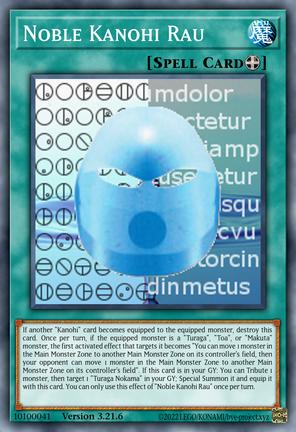 Noble Kanohi Rau
魔
[Spell Card]
mdolor
ectetur
iamp
usce
etur
squ
cvu
torcin
dinmetus
If another "Kanohi" card becomes equipped to the equipped monster, destroy this
card. Once per turn, if the equipped monster is a "Turaga", "Toa", or "Makuta"
monster, the first activated effect that targets it becomes "You can move 1 monster in
the Main Monster Zone to another Main Monster Zon on its controller's field, then
your opponent can move 1 monster in the Main Monster Zone to another Main
Monster Zone on its controller's field". If this card is in your GY: You can Tribute 1
monster, then target 1 "Turaga Nokama" in your GY; Special Summon it and equip it
with this card. You can only use this effect of "Noble Kanohi Rau" once per turn.
10100041 Version 3.21.6 ©2022 LEGO/KONAMI/bye-project.xyz